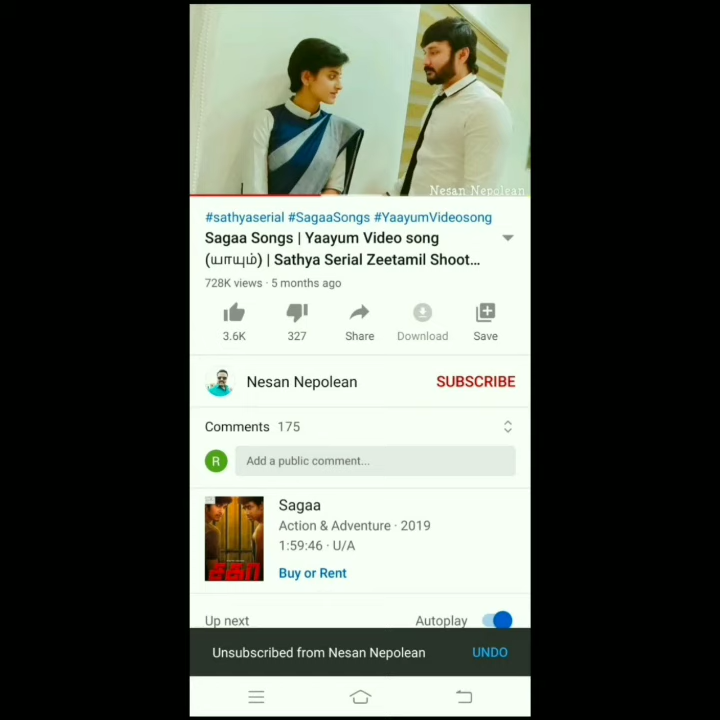 Nesan Nepolean
#sathyaserial #SagaaSongs #YaayumVideosong
Sagaa Songs | Yaayum Video song
(யாயும்) | Sathya Serial Zeetamil Shoot...
728K views · 5 months ago
3.6K 327 Share Download Save
Nesan Nepolean SUBSCRIBE
Comments 175
R Add a public comment...
Sagaa
Action & Adventure · 2019
1:59:46 · U/A
சகா
Buy or Rent
Up next Autoplay
Unsubscribed from Nesan Nepolean UNDO